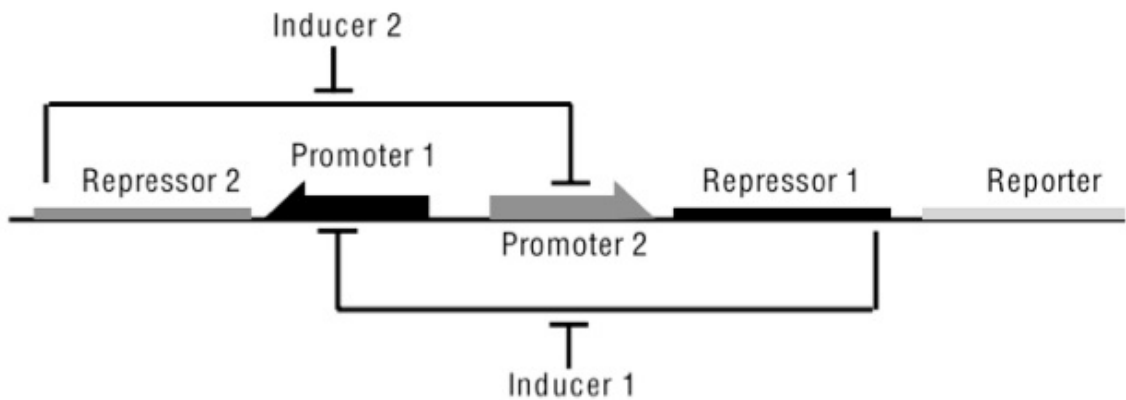 Inducer 2
Promoter 1
Repressor 2
Repressor 1
Reporter
Promoter 2
Inducer 1